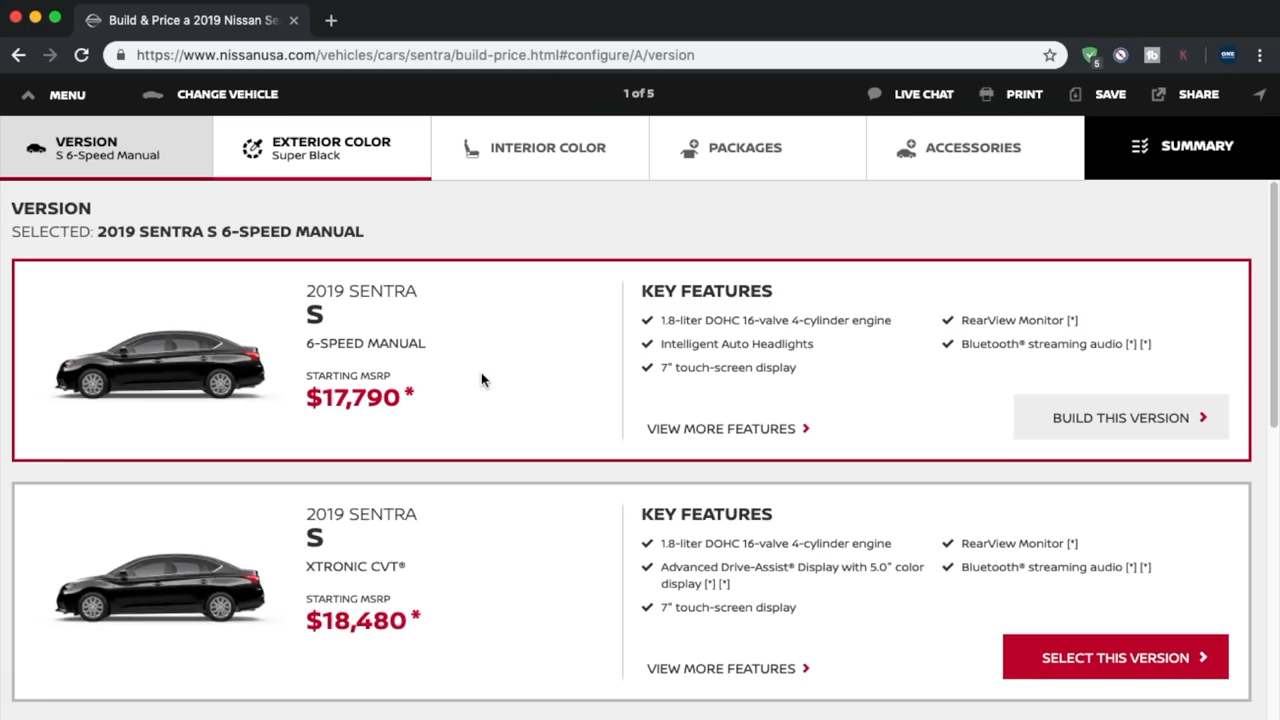 Build & Price a 2019 Nissan Se
https://www.nissanusa.com/vehicles/cars/sentra/build-price.html#configure/A/version
5
tb
K
ONE
MENU
CHANGE VEHICLE
1 of 5
LIVE CHAT
PRINT
SAVE
SHARE
VERSION
S 6-Speed Manual
EXTERIOR COLOR
Super Black
INTERIOR COLOR
PACKAGES
ACCESSORIES
SUMMARY
VERSION
SELECTED: 2019 SENTRA S 6-SPEED MANUAL
2019 SENTRA
S
6-SPEED MANUAL
STARTING MSRP
$17,790 *
KEY FEATURES
1.8-liter DOHC 16-valve 4-cylinder engine
Intelligent Auto Headlights
7" touch-screen display
RearView Monitor [*]
Bluetooth® streaming audio [*] [*]
VIEW MORE FEATURES
BUILD THIS VERSION
2019 SENTRA
S
XTRONIC CVT®
STARTING MSRP
$18,480 *
KEY FEATURES
1.8-liter DOHC 16-valve 4-cylinder engine
Advanced Drive-Assist® Display with 5.0" color
display [*] [*]
7" touch-screen display
RearView Monitor [*]
Bluetooth® streaming audio [*] [*]
VIEW MORE FEATURES
SELECT THIS VERSION